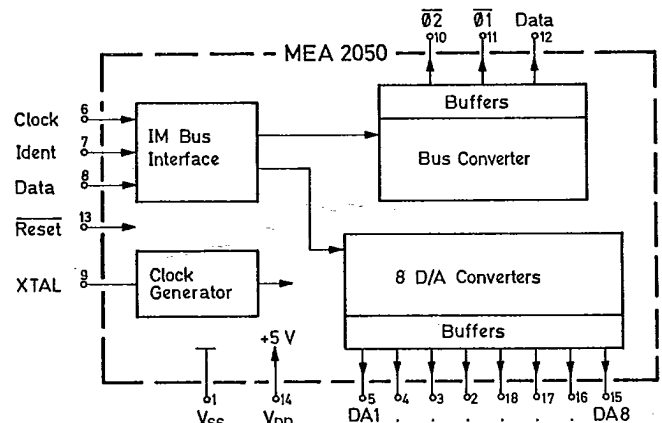 Ø2 Ø1 Data
10 11 12
MEA 2050
Buffers
Bus Converter
Clock 6
Ident 7
Data 8
IM Bus
Interface
Reset 13
XTAL 9
Clock
Generator
8 D/A Converters
Buffers
+5 V
1 14 5 4 3 2 18 17 16 15
VSS VDD DA1 . . . . . . DA8